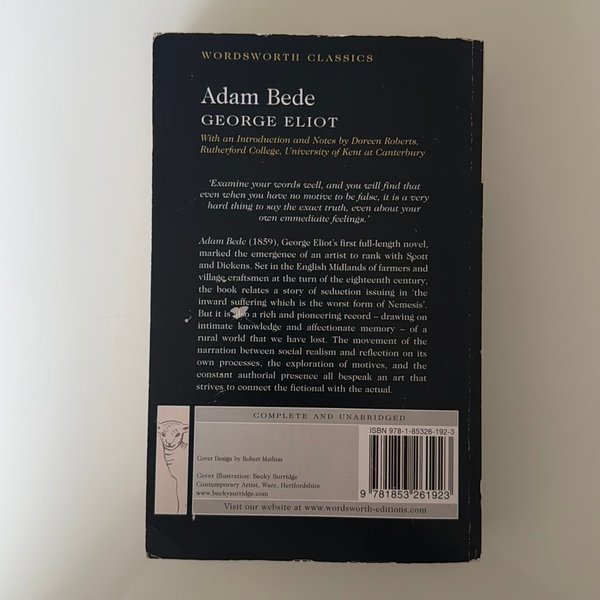 WORDSWORTH CLASSICS
Adam Bede
GEORGE ELIOT
With an Introduction and Notes by Doreen Roberts,
Rutherford College, University of Kent at Canterbury
'Examine your words well, and you will find that
even when you have no motive to be false, it is a very
hard thing to say the exact truth, even about your
own emmediaite feelings.'
Adam Bede (1859), George Eliot's first full-length novel,
marked the emergence of an artist to rank with Scott
and Dickens. Set in the English Midlands of farmers and
village craftsmen at the turn of the eighteenth century,
the book relates a story of seduction issuing in 'the
inward suffering which is the worst form of Nemesis'.
But it is also a rich and pioneering record – drawing on
intimate knowledge and affectionate memory – of a
rural world that we have lost. The movement of the
narration between social realism and reflection on its
own processes, the exploration of motives, and the
constant authorial presence all bespeak an art that
strives to connect the fictional with the actual.
COMPLETE AND UNABRIDGED
Cover Design by Robert Mathias
Cover Illustration: Becky Surridge
Contemporary Artist, Ware, Hertfordshire
www.beckysurridge.com
ISBN 978-1-85326-192-3
9 781853 261923
Visit our website at www.wordsworth-editions.com